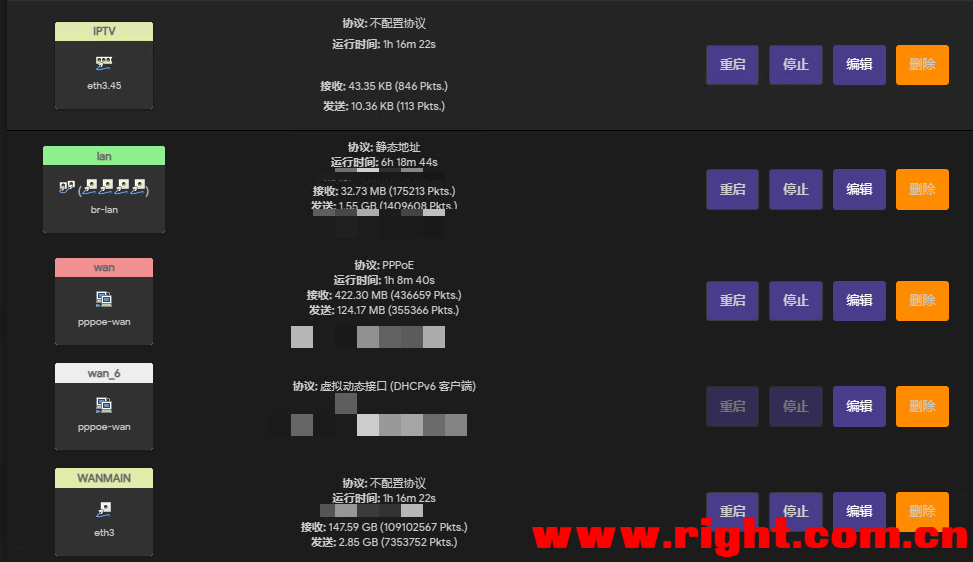 IPTV
eth3.45
协议: 不配置协议
运行时间: 1h 16m 22s
接收: 43.35 KB (846 Pkts.)
发送: 10.36 KB (113 Pkts.)
重启 停止 编辑 删除
lan
( )
br-lan
协议: 静态地址
运行时间: 6h 18m 44s
接收: 32.73 MB (175213 Pkts.)
发送: 1.55 GB (1409608 Pkts.)
重启 停止 编辑 删除
wan
pppoe-wan
协议: PPPoE
运行时间: 1h 8m 40s
接收: 422.30 MB (436659 Pkts.)
发送: 124.17 MB (355366 Pkts.)
重启 停止 编辑 删除
wan_6
pppoe-wan
协议: 虚拟动态接口 (DHCPv6 客户端)
重启 停止 编辑 删除
WANMAIN
eth3
协议: 不配置协议
运行时间: 1h 16m 22s
接收: 147.59 GB (109102567 Pkts.)
发送: 2.85 GB (7353752 Pkts.)
重启 停止 编辑 删除
www.right.com.cn